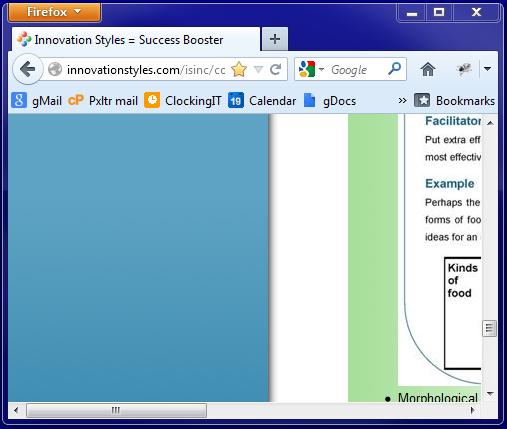 Firefox
Innovation Styles = Success Booster
innovationstyles.com/isinc/cc
Google
gMail
cP Pxltr mail
ClockingIT
19 Calendar
gDocs
»
Bookmarks
Facilitator
Put extra eff
most effectiv
Example
Perhaps the
forms of foo
ideas for an
Kinds
of
food
• Morphological